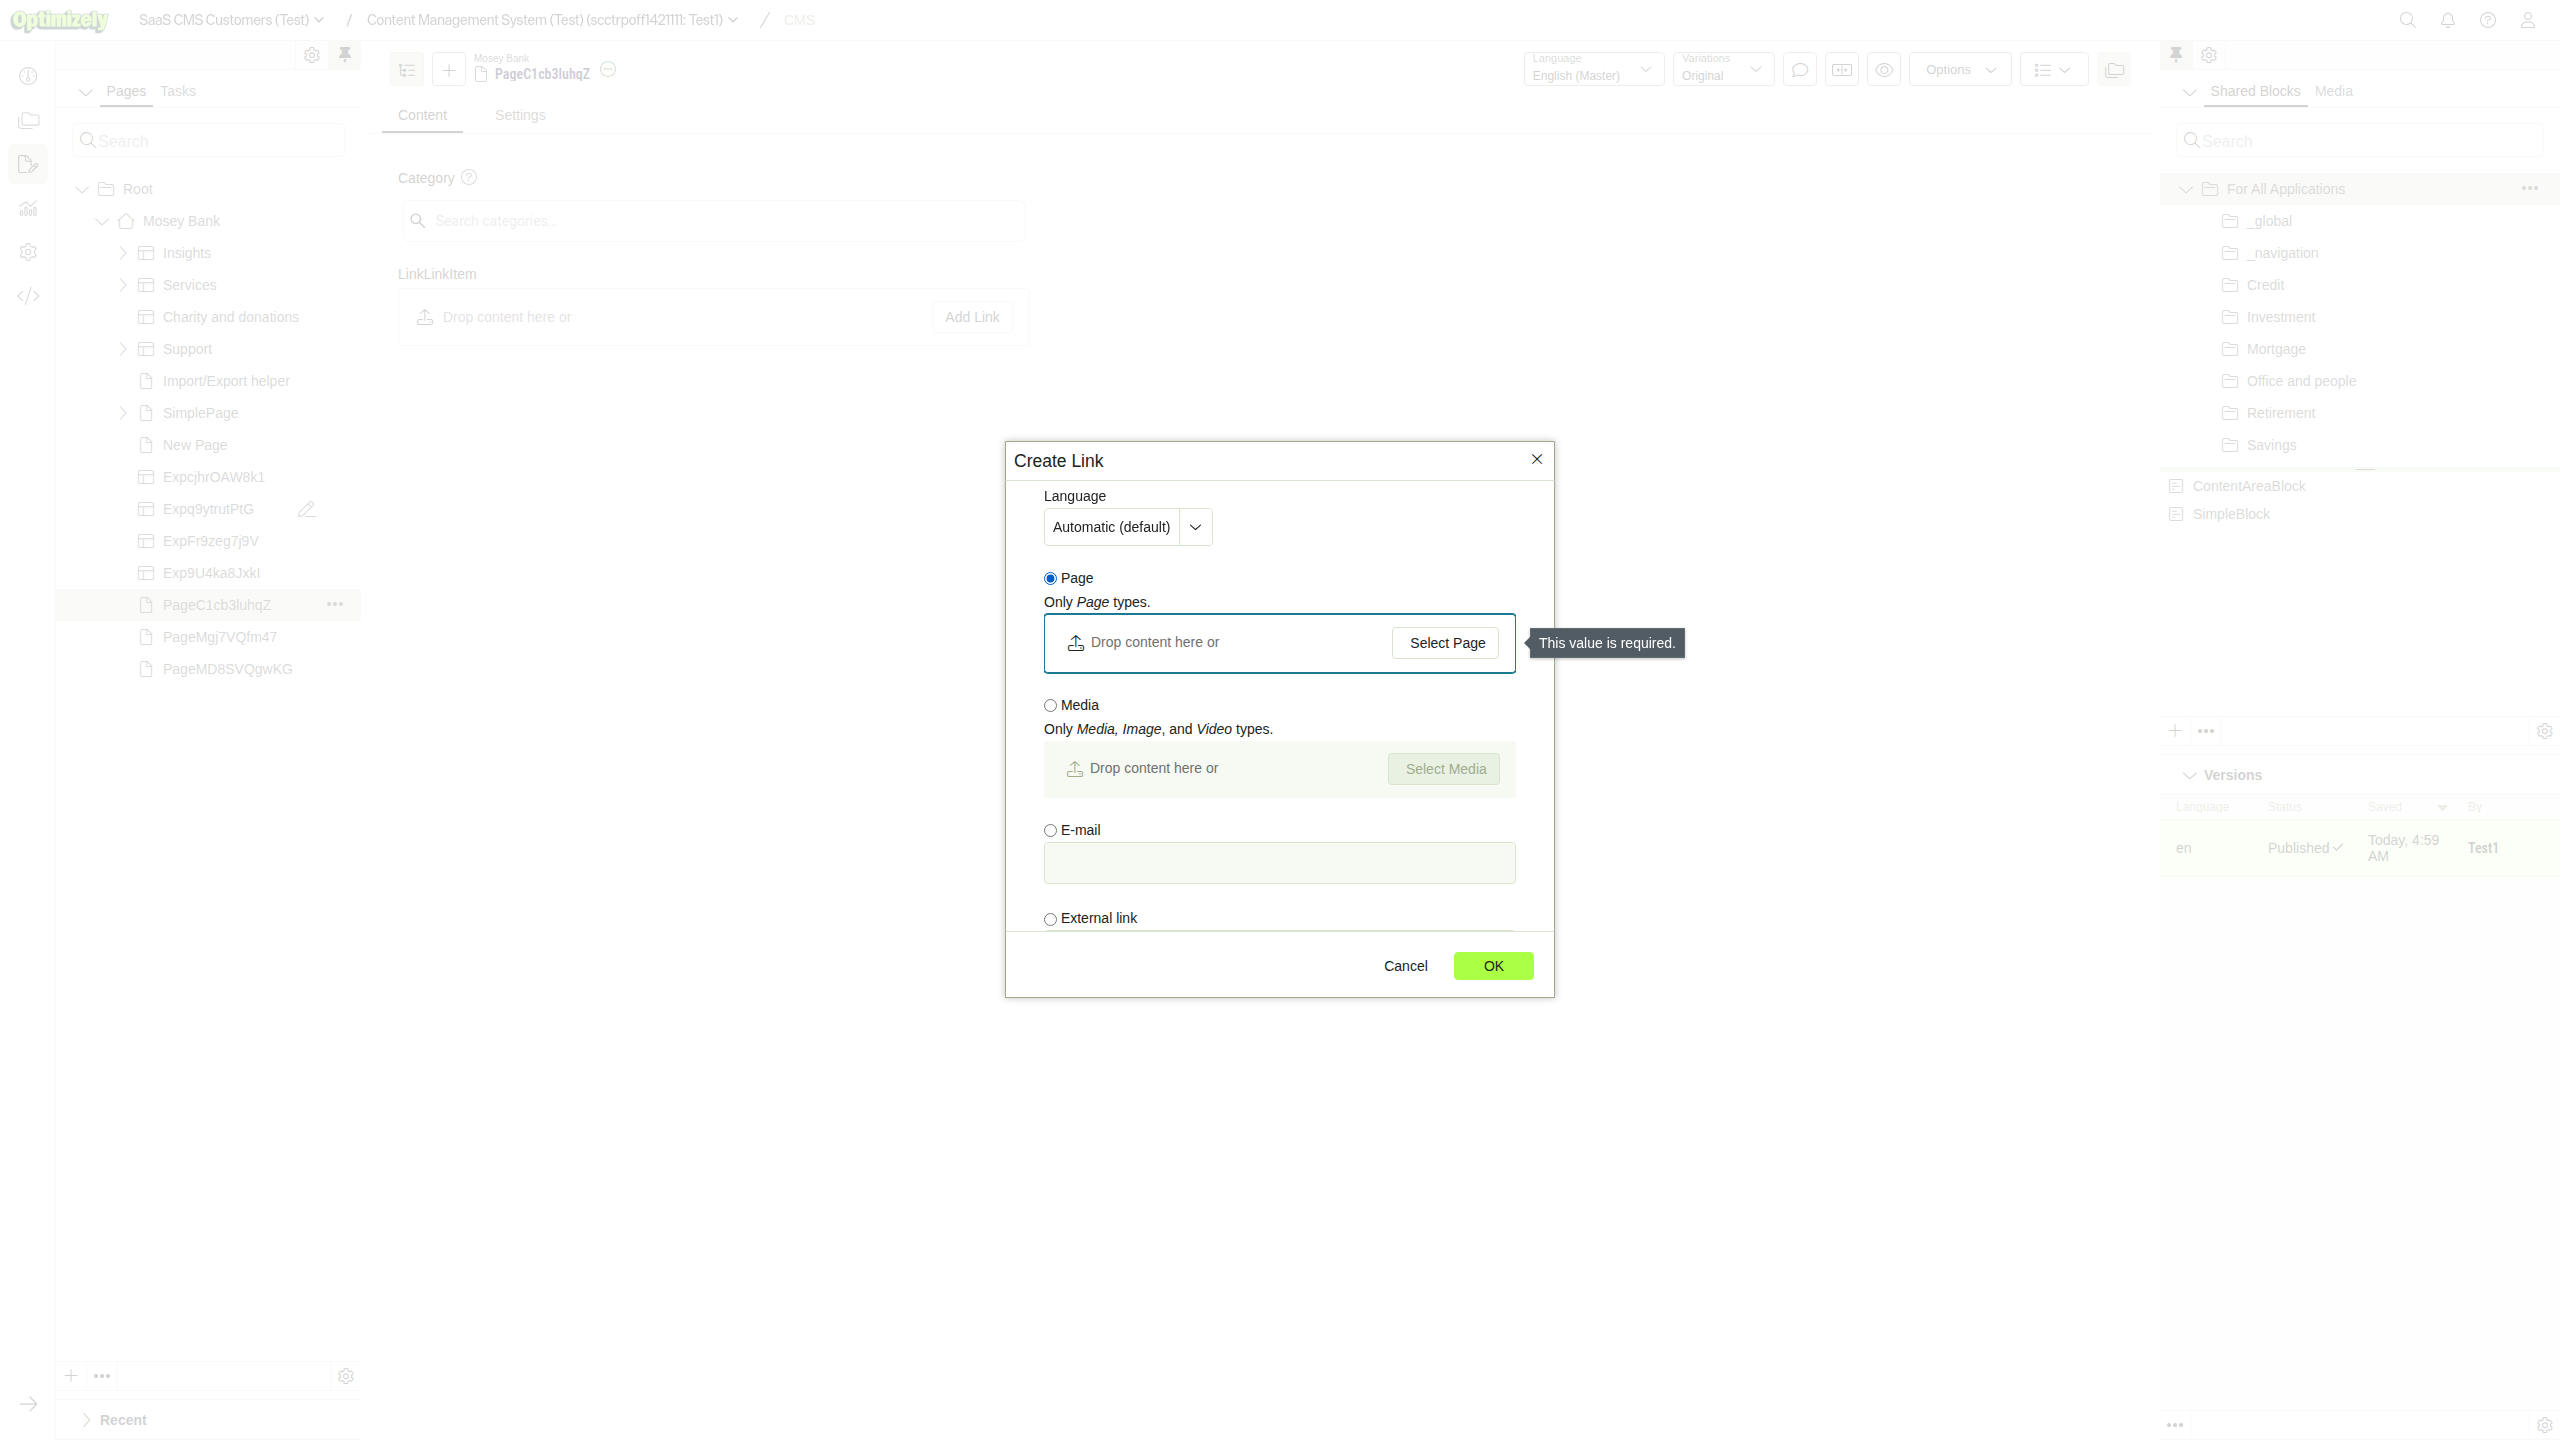 Optimizely
SaaS CMS Customers (Test) / Content Management System (Test) (scctrpoff1421111: Test1) / CMS
Pages Tasks
Search
Root
Mosey Bank
Insights
Services
Charity and donations
Support
Import/Export helper
SimplePage
New Page
ExpcjhrOAW8k1
Expq9ytrutPtG
ExpFr9zeg7j9V
Exp9U4ka8JxkI
PageC1cb3luhqZ
PageMgj7VQfm47
PageMD8SVQgwKG
Recent
Mosey Bank
PageC1cb3luhqZ
Language
English (Master)
Variations
Original
Options
Content Settings
Category
Search categories...
LinkLinkItem
Drop content here or Add Link
Create Link
Language
Automatic (default)
Page
Only Page types.
Drop content here or Select Page
This value is required.
Media
Only Media, Image, and Video types.
Drop content here or Select Media
E-mail
External link
Cancel OK
Shared Blocks Media
Search
For All Applications
_global
_navigation
Credit
Investment
Mortgage
Office and people
Retirement
Savings
ContentAreaBlock
SimpleBlock
Versions
Language Status Saved By
en Published Today, 4:59 AM Test1